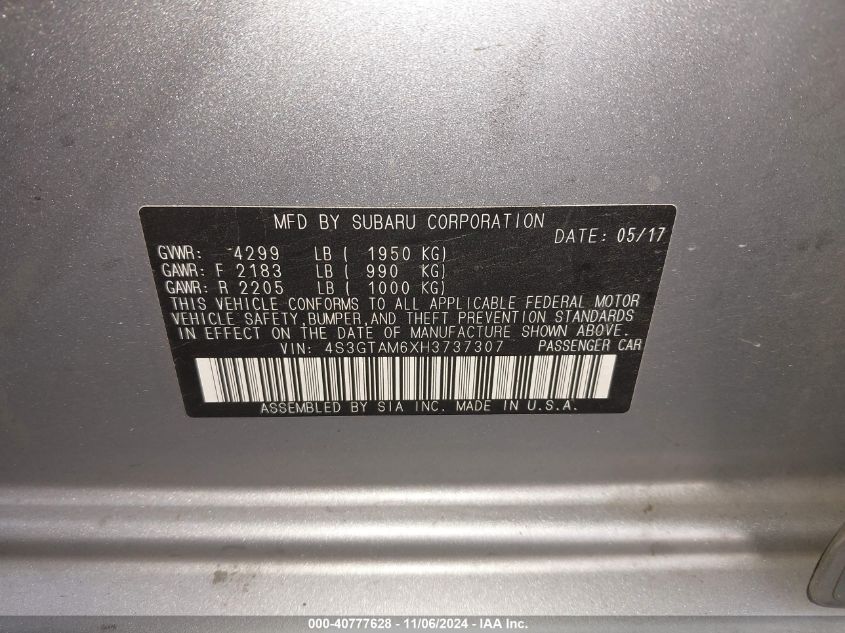 MFD BY SUBARU CORPORATION
DATE: 05/17
GVWR: 4299 LB ( 1950 KG)
GAWR: F 2183 LB ( 990 KG)
GAWR: R 2205 LB ( 1000 KG)
THIS VEHICLE CONFORMS TO ALL APPLICABLE FEDERAL MOTOR
VEHICLE SAFETY,BUMPER,AND THEFT PREVENTION STANDARDS
IN EFFECT ON THE DATE OF MANUFACTURE SHOWN ABOVE.
VIN: 4S3GTAM6XH3737307 PASSENGER CAR
ASSEMBLED BY SIA INC. MADE IN U.S.A.
000-40777628 - 11/06/2024 - IAA Inc.